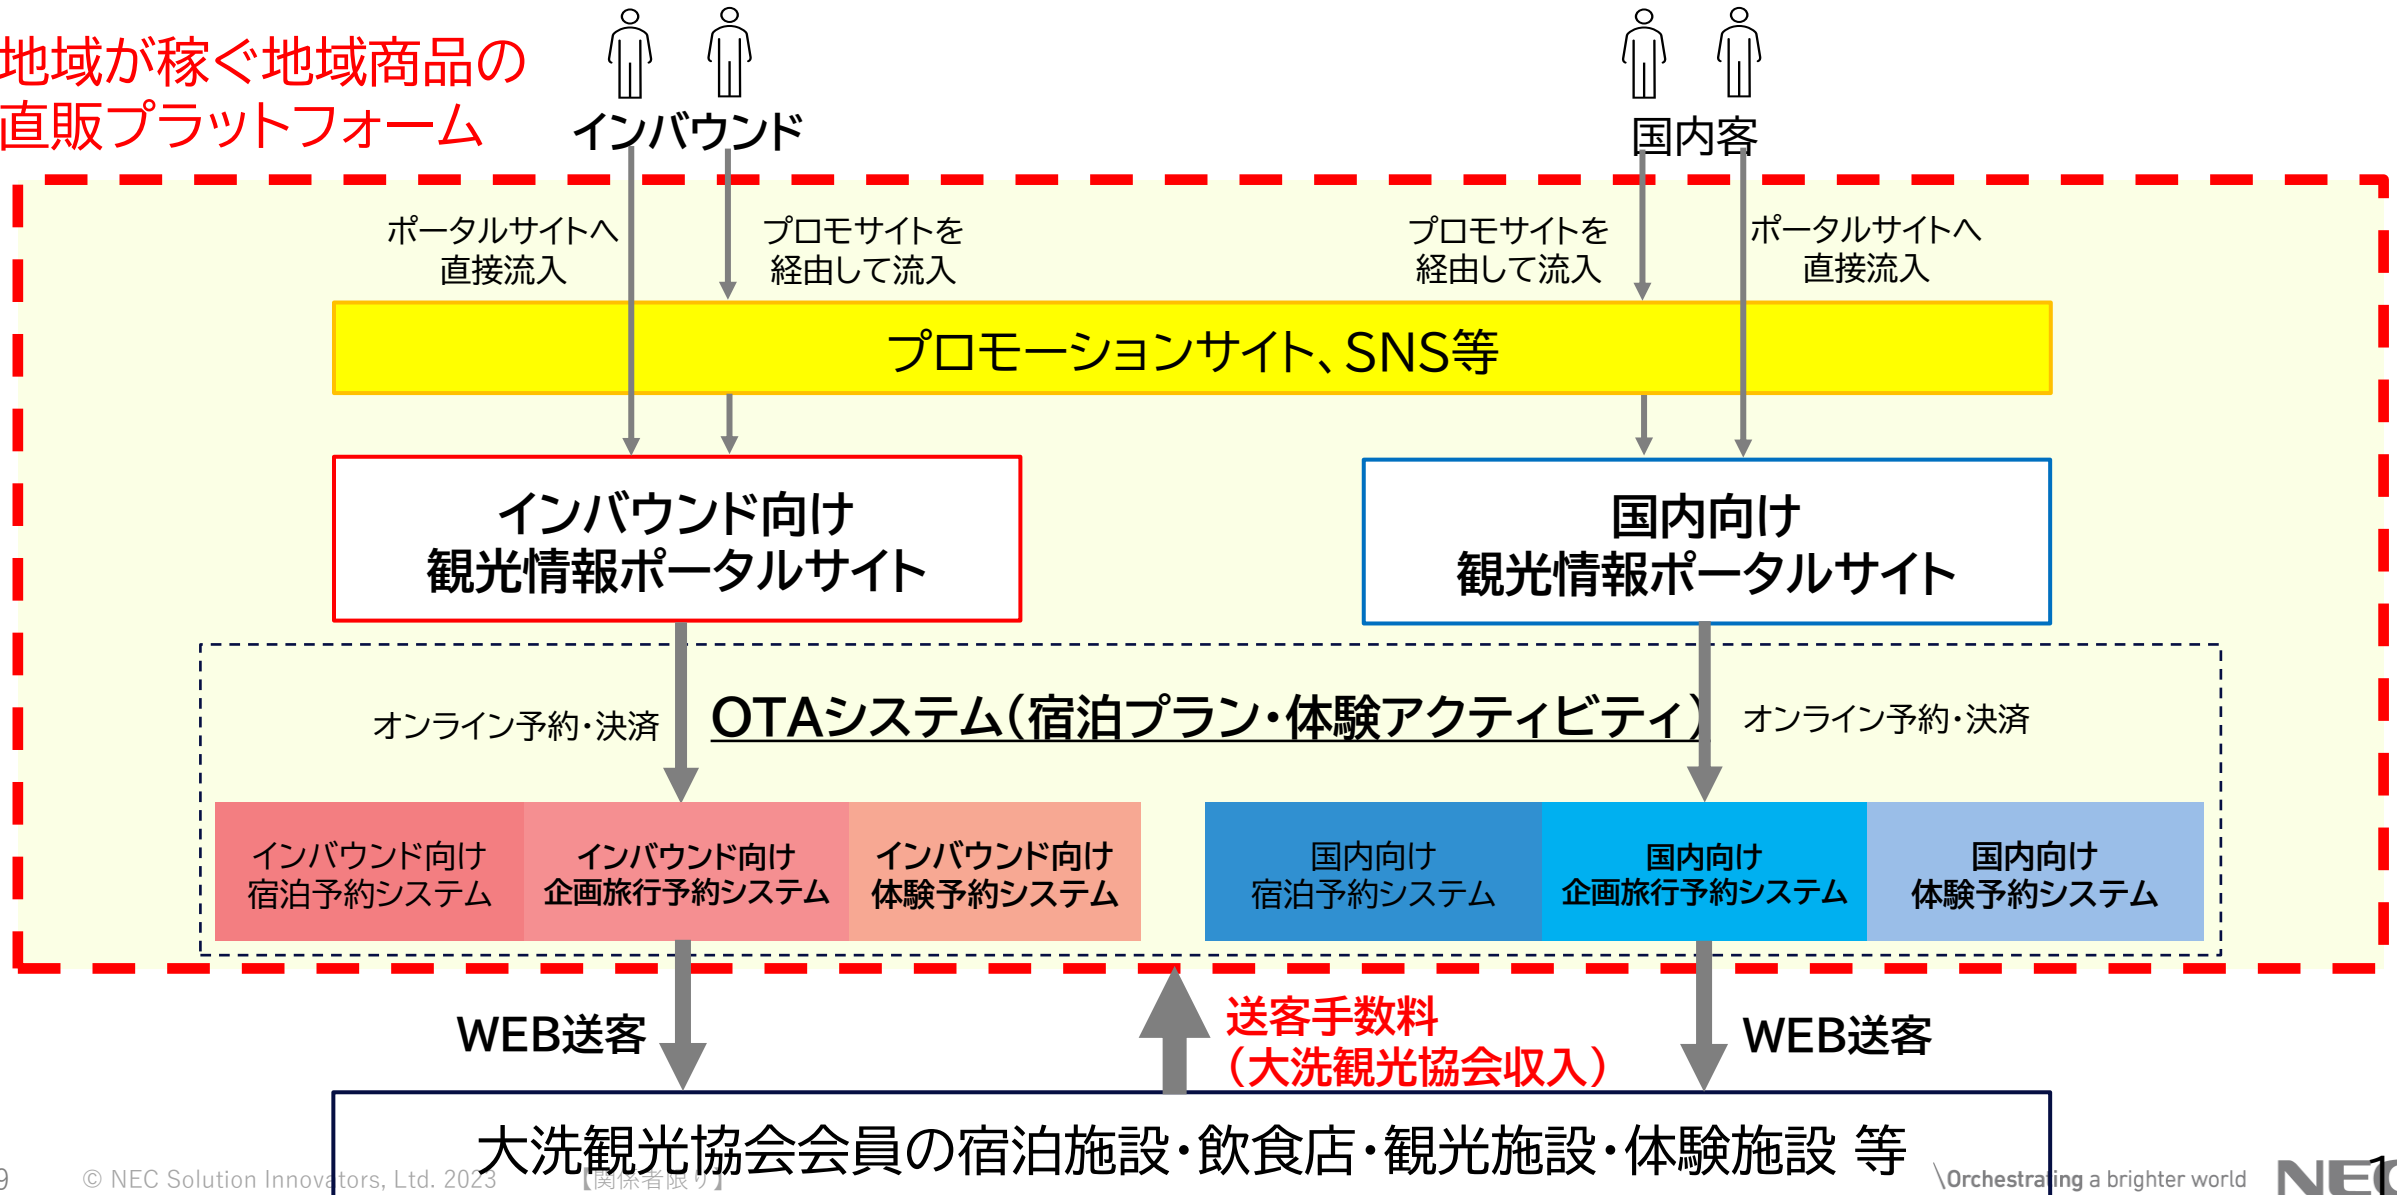 地域が稼ぐ地域商品の
直販プラットフォーム
インバウンド
国内客
ポータルサイトへ
直接流入
プロモサイトを
経由して流入
プロモサイトを
経由して流入
ポータルサイトへ
直接流入
プロモーションサイト、SNS等
インバウンド向け
観光情報ポータルサイト
国内向け
観光情報ポータルサイト
オンライン予約・決済
OTAシステム(宿泊プラン・体験アクティビティ)
オンライン予約・決済
インバウンド向け
宿泊予約システム
インバウンド向け
企画旅行予約システム
インバウンド向け
体験予約システム
国内向け
宿泊予約システム
国内向け
企画旅行予約システム
国内向け
体験予約システム
WEB送客
送客手数料
(大洗観光協会収入)
WEB送客
大洗観光協会会員の宿泊施設・飲食店・観光施設・体験施設 等
9 © NEC Solution Innovators, Ltd. 2023 【関係者限り】
\Orchestrating a brighter world NEC
1